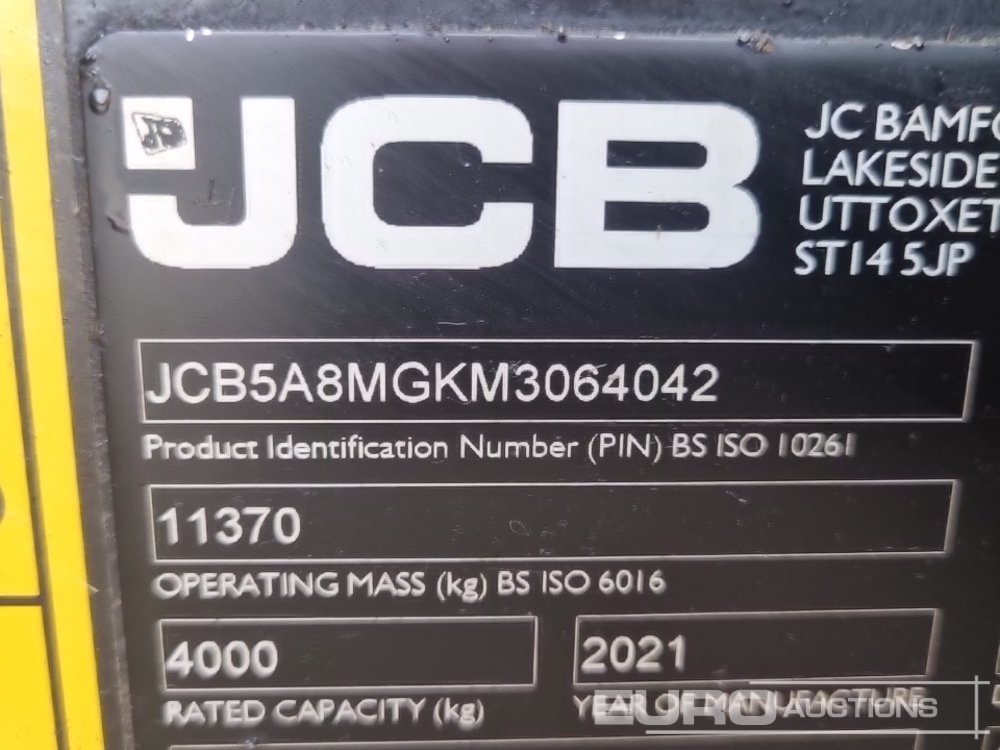 JCB
JCB
JC BAMF
LAKESIDE
UTTOXET
ST14 5JP
JCB5A8MGKM3064042
Product Identification Number (PIN) BS ISO 10261
11370
OPERATING MASS (kg) BS ISO 6016
4000
2021
RATED CAPACITY (kg)
YEAR OF MANUFACTURE
EURO AUCTIONS